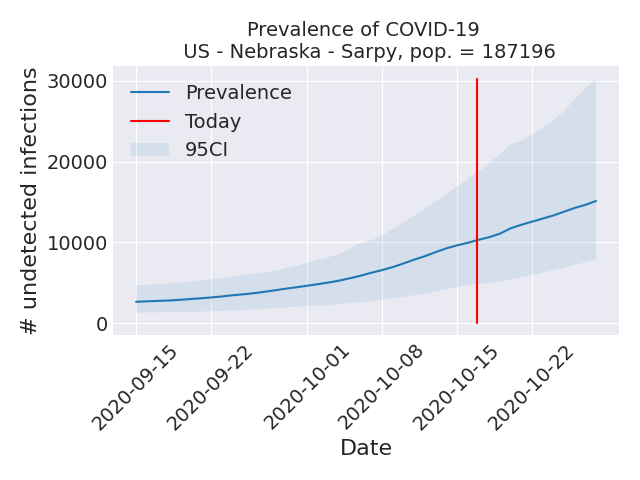 Prevalence of COVID-19
US - Nebraska - Sarpy, pop. = 187196
# undetected infections
30000
20000
10000
0
Prevalence
Today
95CI
2020-09-15
2020-09-22
2020-10-01
2020-10-08
2020-10-15
2020-10-22
Date